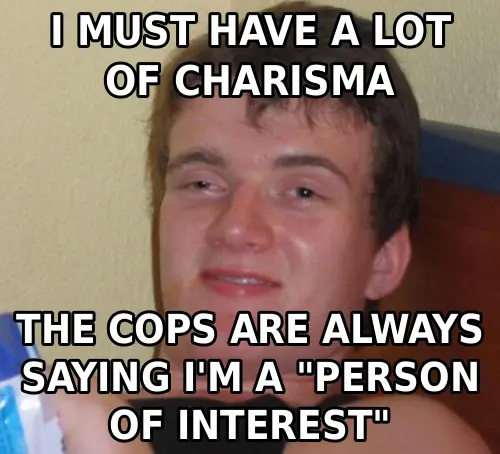 I MUST HAVE A LOT
OF CHARISMA
THE COPS ARE ALWAYS
SAYING I'M A "PERSON
OF INTEREST"